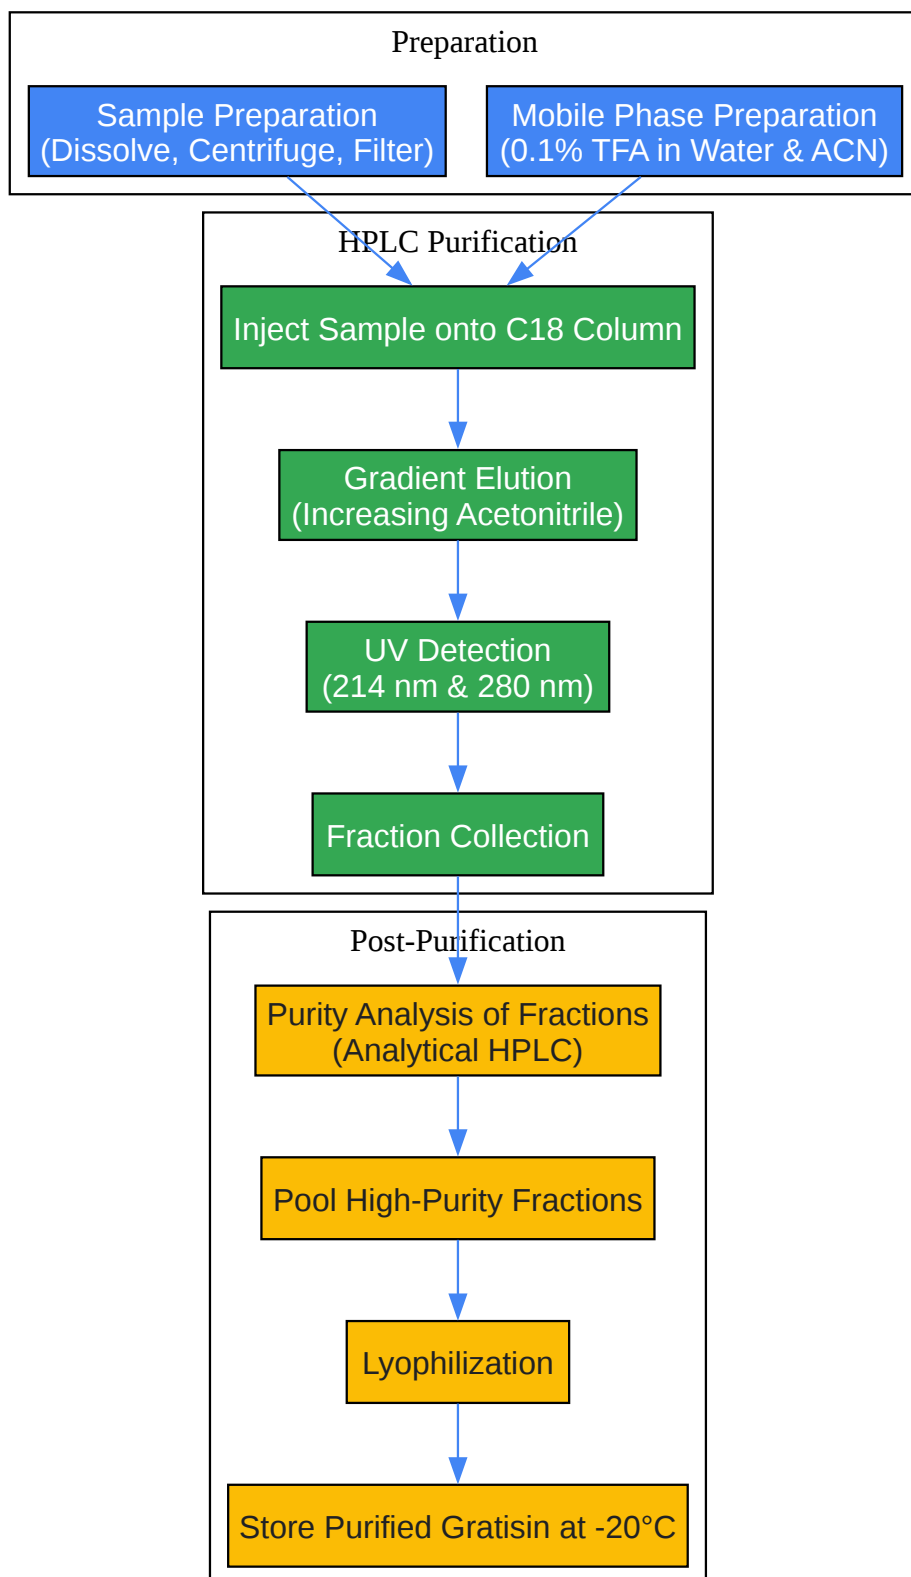 Preparation
Sample Preparation
(Dissolve, Centrifuge, Filter)
Mobile Phase Preparation
(0.1% TFA in Water & ACN)
HPLC Purification
Inject Sample onto C18 Column
Gradient Elution
(Increasing Acetonitrile)
UV Detection
(214 nm & 280 nm)
Fraction Collection
Post-Purification
Purity Analysis of Fractions
(Analytical HPLC)
Pool High-Purity Fractions
Lyophilization
Store Purified Gratisin at -20°C